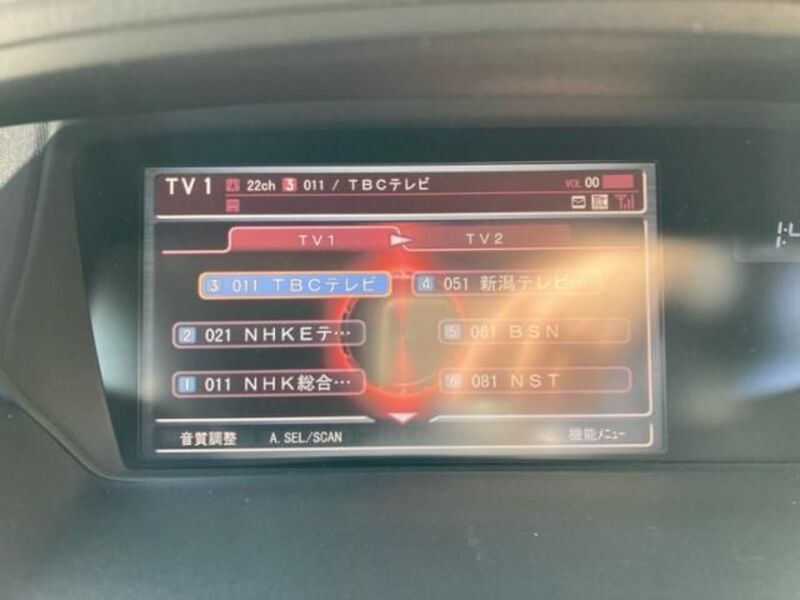 TV1 22ch 3 011 / TBCテレビ VOL 00
TV1 TV2
3 011 TBCテレビ
4 051 新潟テレビ…
2 021 NHKEテ…
5 061 BSN
1 011 NHK総合…
6 081 NST
音質調整 A.SEL/SCAN 機能メニュー